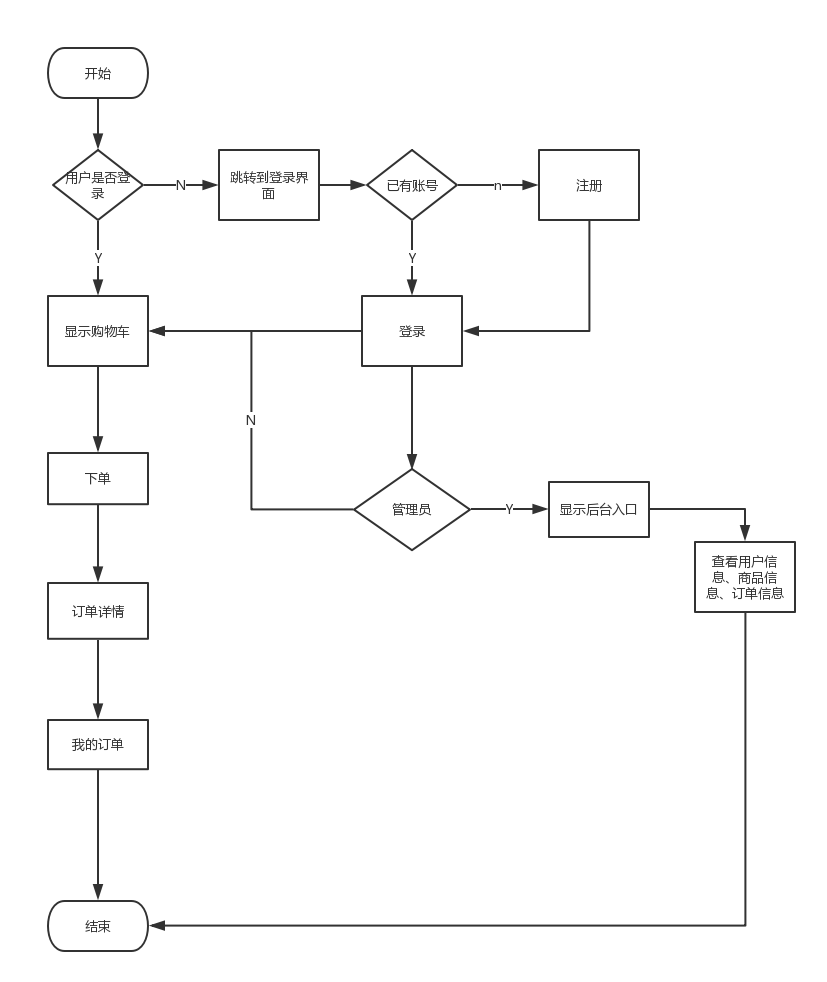 开始
用户是否登
录
N
跳转到登录界
面
已有账号
n
注册
Y
Y
显示购物车
登录
N
下单
管理员
Y
显示后台入口
查看用户信
息、商品信
息、订单信息
订单详情
我的订单
结束